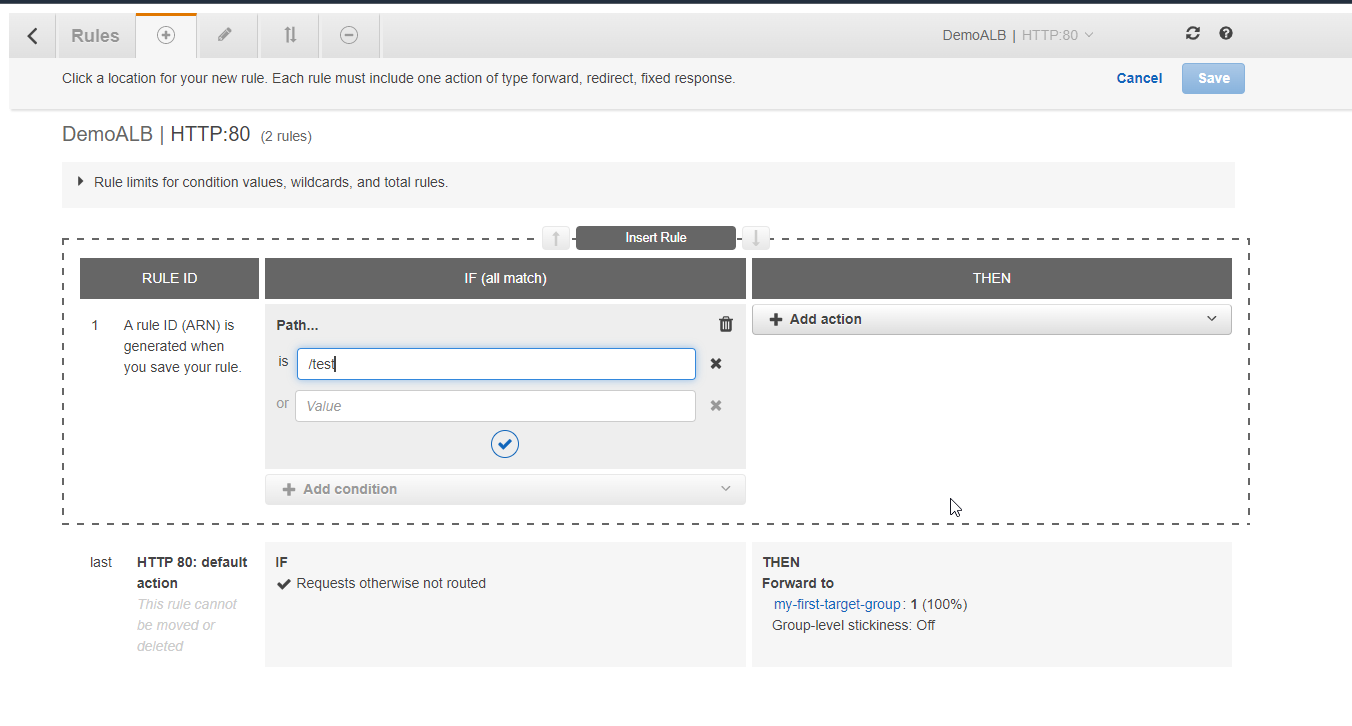 Rules
DemoALB | HTTP:80
Click a location for your new rule. Each rule must include one action of type forward, redirect, fixed response.
Cancel
Save
DemoALB | HTTP:80 (2 rules)
Rule limits for condition values, wildcards, and total rules.
Insert Rule
RULE ID
IF (all match)
THEN
1
A rule ID (ARN) is
generated when
you save your rule.
Path...
is
/test
or
Value
Add condition
Add action
last
HTTP 80: default
action
This rule cannot
be moved or
deleted
IF
Requests otherwise not routed
THEN
Forward to
my-first-target-group: 1 (100%)
Group-level stickiness: Off